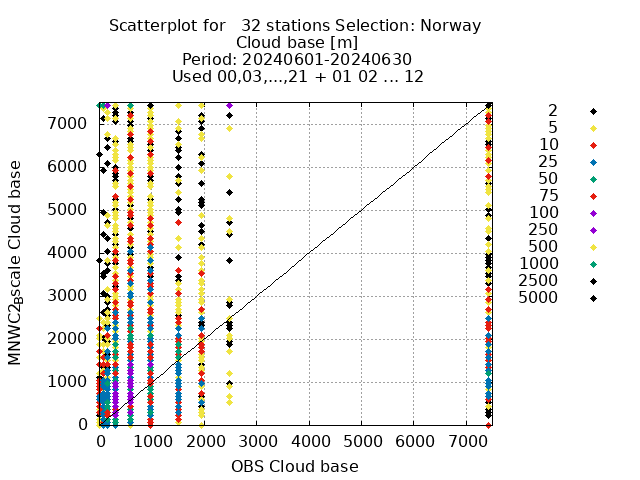 Scatterplot for   32 stations Selection: Norway
Cloud base [m]
Period: 20240601-20240630
Used 00,03,...,21 + 01 02 ... 12
MNWC2Bscale Cloud base
7000
6000
5000
4000
3000
2000
1000
0
0 1000 2000 3000 4000 5000 6000 7000
OBS Cloud base
2
5
10
25
50
75
100
250
500
1000
2500
5000